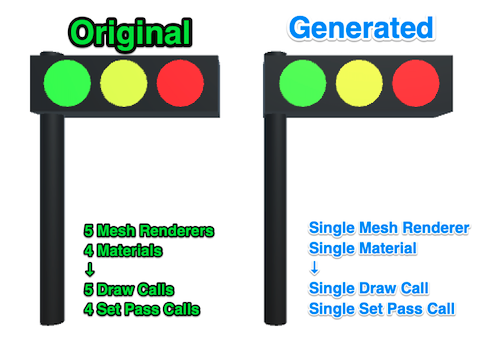 Original
Generated
5 Mesh Renderers
4 Materials
↓
5 Draw Calls
4 Set Pass Calls
Single Mesh Renderer
Single Material
↓
Single Draw Call
Single Set Pass Call